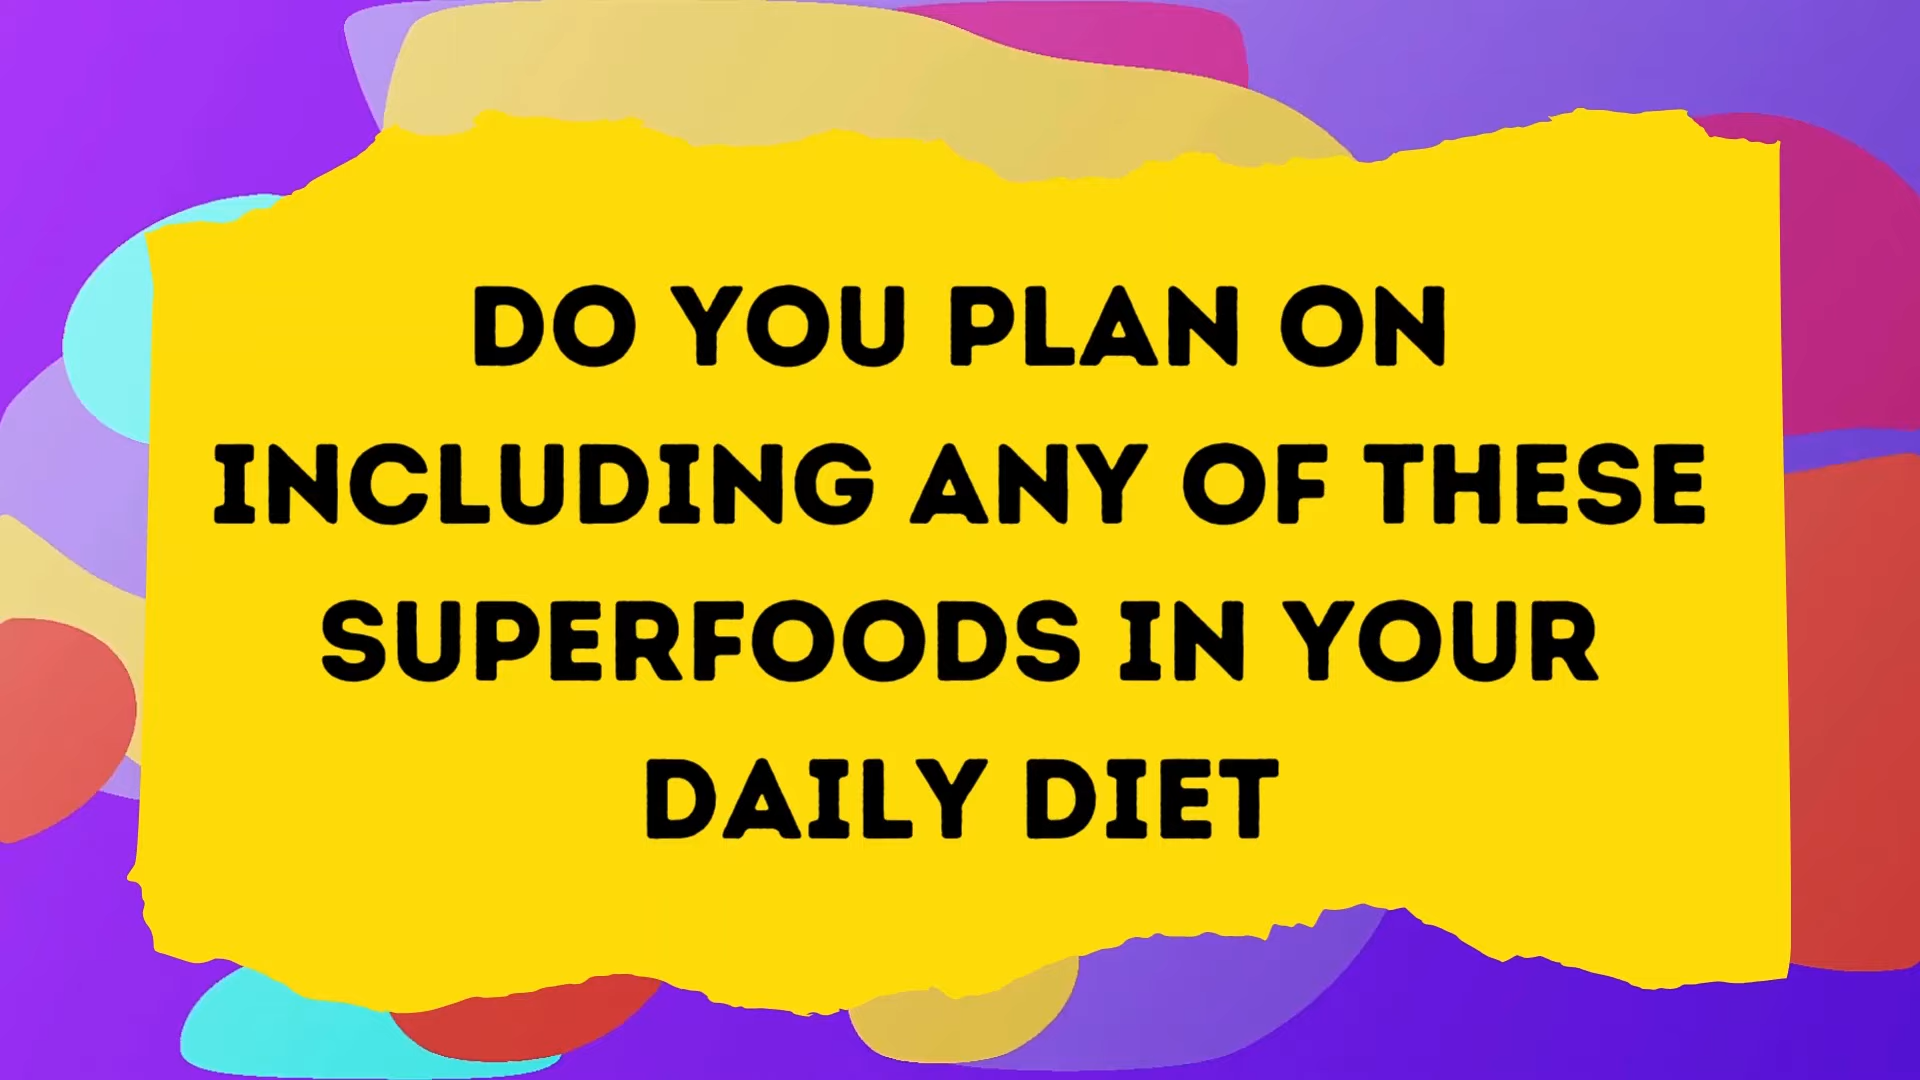 DO YOU PLAN ON
INCLUDING ANY OF THESE
SUPERFOODS IN YOUR
DAILY DIET